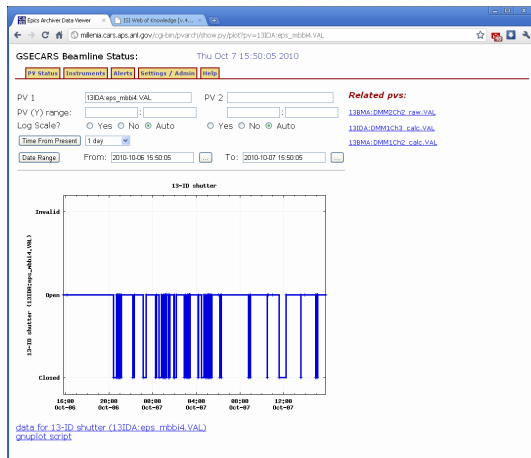 Epics Archiver Data Viewer
ISI Web of Knowledge [v.4...
millenia.cars.aps.anl.gov/cgi-bin/pvarch/show.py/plot?pv=13IDA:eps_mbbi4.VAL
GSECARS Beamline Status: Thu Oct 7 15:50:05 2010
PV Status Instruments Alerts Settings / Admin Help
PV 1 13IDA:eps_mbbi4.VAL PV 2
Related pvs:
PV (Y) range: : :
13BMA:DMM2Ch2_raw.VAL
Log Scale? Yes No Auto Yes No Auto
13IDA:DMM1Ch3_calc.VAL
Time From Present 1 day
13BMA:DMM1Ch2_calc.VAL
Date Range From: 2010-10-06 15:50:05 ... To: 2010-10-07 15:50:05 ...
13-ID shutter
Invalid
Open
Closed
13-ID shutter (13IDA:eps_mbbi4.VAL)
16:00 20:00 00:00 04:00 08:00 12:00
Oct-06 Oct-06 Oct-07 Oct-07 Oct-07 Oct-07
data for 13-ID shutter (13IDA:eps_mbbi4.VAL)
gnuplot script